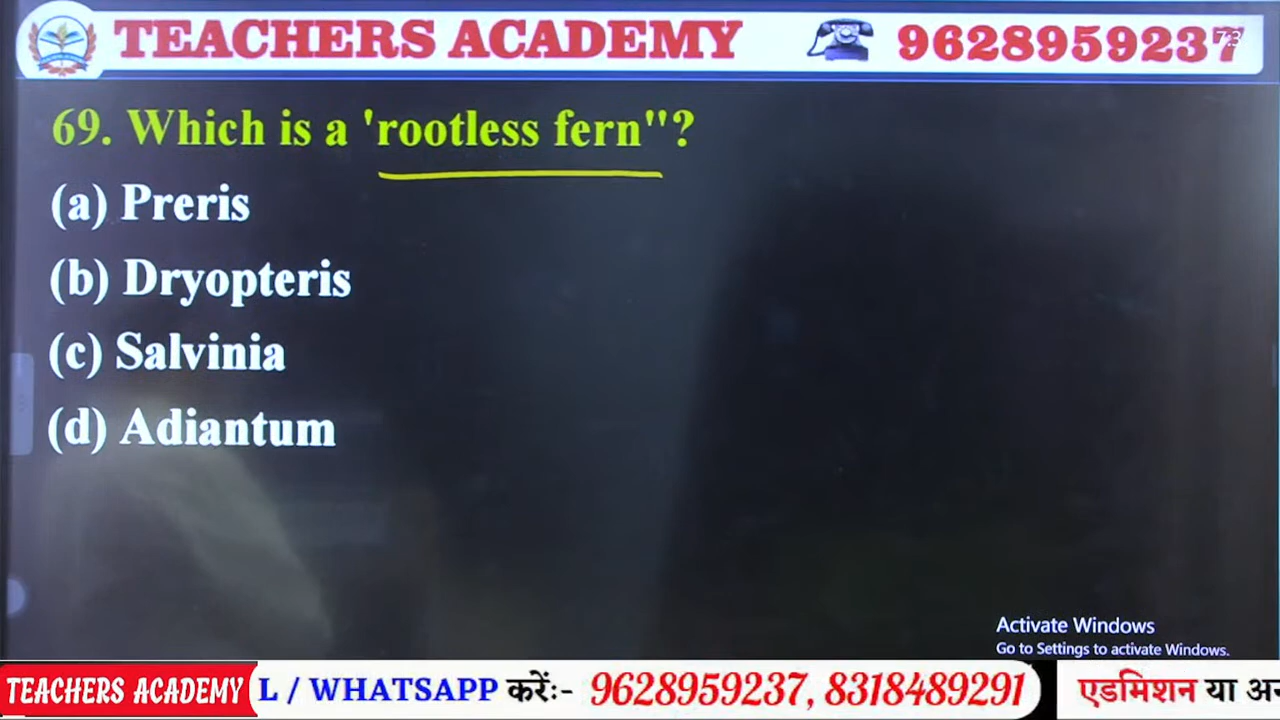 TEACHERS ACADEMY 9628959237
69. Which is a 'rootless fern"?
(a) Preris
(b) Dryopteris
(c) Salvinia
(d) Adiantum
Activate Windows
Go to Settings to activate Windows.
TEACHERS ACADEMY L / WHATSAPP करेंः- 9628959237, 8318489291 एडमिशन या